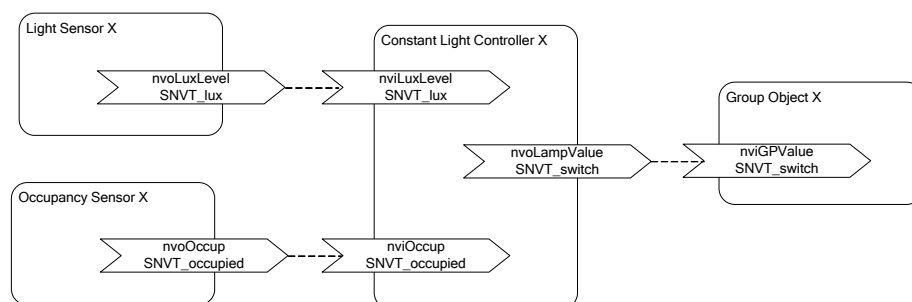 Light Sensor X
nvoLuxLevel
SNVT_lux
Constant Light Controller X
nviLuxLevel
SNVT_lux
nvoLampValue
SNVT_switch
Group Object X
nviGPValue
SNVT_switch
Occupancy Sensor X
nvoOccup
SNVT_occupied
nviOccup
SNVT_occupied